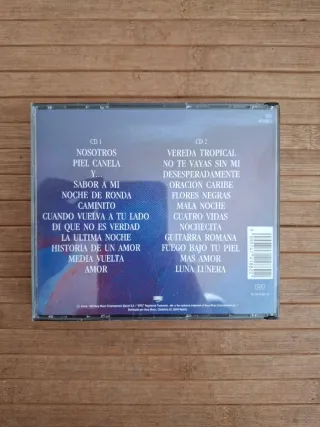 CD 1
NOSOTROS
PIEL CANELA
Y...
SABOR A MI
NOCHE DE RONDA
CAMINITO
CUANDO VUELVA A TU LADO
DI QUE NO ES VERDAD
LA ULTIMA NOCHE
HISTORIA DE UN AMOR
MEDIA VUELTA
AMOR
CD 2
VEREDA TROPICAL
NO TE VAYAS SIN MI
DESESPERADAMENTE
ORACIÓN CARIBE
FLORES NEGRAS
MALA NOCHE
CUATRO VIDAS
NOCHECITA
GUITARRA ROMANA
FUEGO BAJO TU PIEL
MAS AMOR
LUNA LUNERA